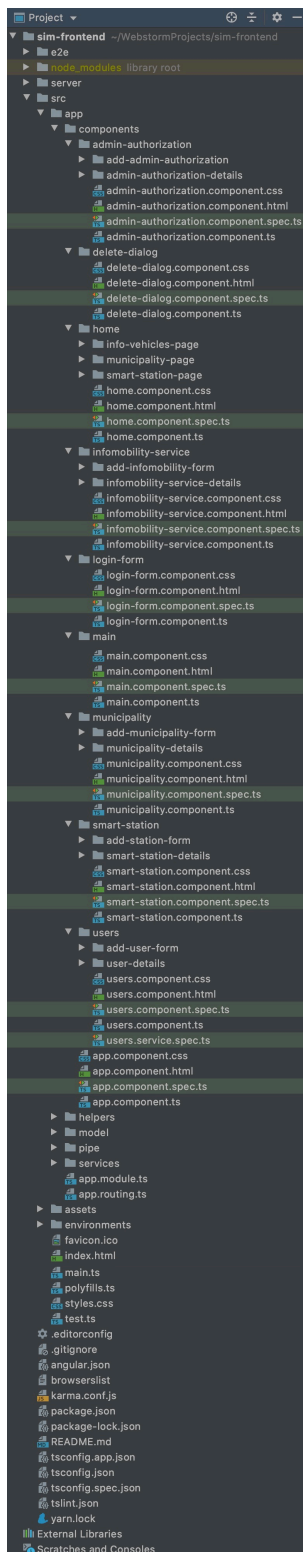 Project
sim-frontend ~/WebstormProjects/sim-frontend
e2e
node_modules library root
server
src
app
components
admin-authorization
add-admin-authorization
admin-authorization-details
admin-authorization.component.css
admin-authorization.component.html
admin-authorization.component.spec.ts
admin-authorization.component.ts
delete-dialog
delete-dialog.component.css
delete-dialog.component.html
delete-dialog.component.spec.ts
delete-dialog.component.ts
home
info-vehicles-page
municipality-page
smart-station-page
home.component.css
home.component.html
home.component.spec.ts
home.component.ts
infomobility-service
add-infomobility-form
infomobility-service-details
infomobility-service.component.css
infomobility-service.component.html
infomobility-service.component.spec.ts
infomobility-service.component.ts
login-form
login-form.component.css
login-form.component.html
login-form.component.spec.ts
login-form.component.ts
main
main.component.css
main.component.html
main.component.spec.ts
main.component.ts
municipality
add-municipality-form
municipality-details
municipality.component.css
municipality.component.html
municipality.component.spec.ts
municipality.component.ts
smart-station
add-station-form
smart-station-details
smart-station.component.css
smart-station.component.html
smart-station.component.spec.ts
smart-station.component.ts
users
add-user-form
user-details
users.component.css
users.component.html
users.component.spec.ts
users.component.ts
users.service.spec.ts
app.component.css
app.component.html
app.component.spec.ts
app.component.ts
helpers
model
pipe
services
app.module.ts
app.routing.ts
assets
environments
favicon.ico
index.html
main.ts
polyfills.ts
styles.css
test.ts
.editorconfig
.gitignore
angular.json
browserslist
karma.conf.js
package.json
package-lock.json
README.md
tsconfig.app.json
tsconfig.json
tsconfig.spec.json
tslint.json
yarn.lock
External Libraries
Scratches and Consoles